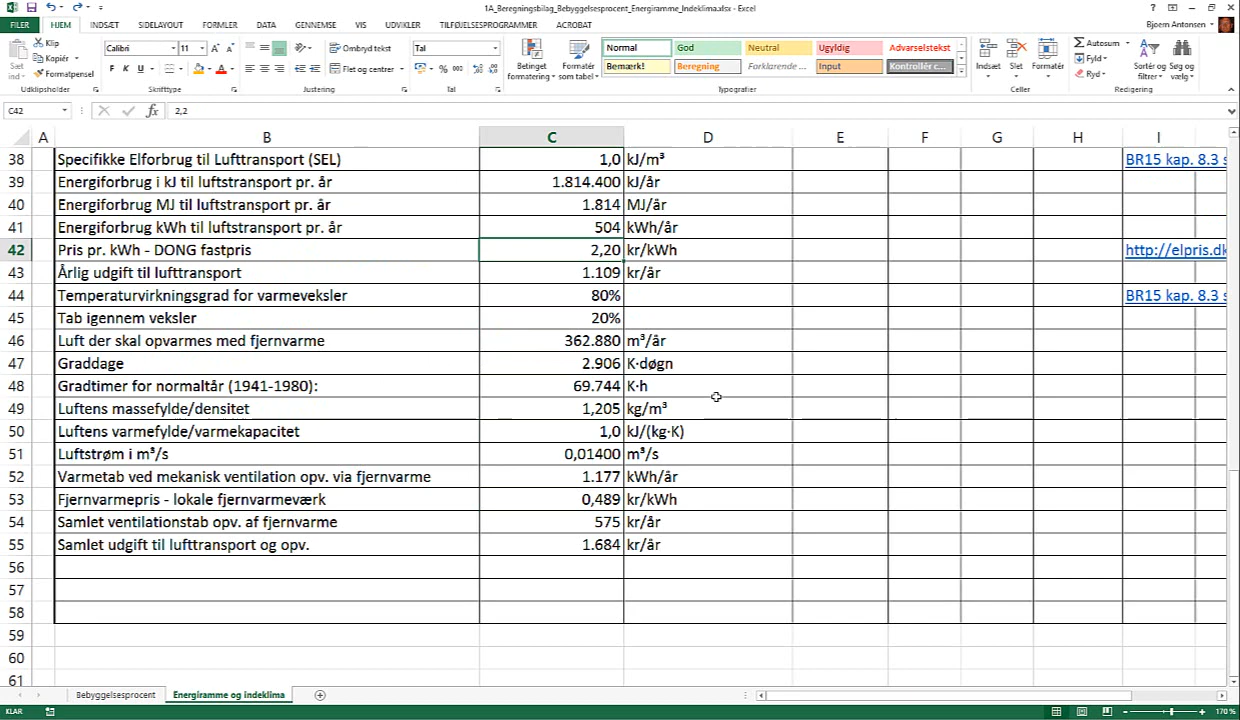 1A_Beregningsbilag_Bebyggelsesprocent_Energiramme_Indeklima.xlsx - Excel
FILER HJEM INDSÆT SIDELAYOUT FORMLER DATA GENNEMSE VIS UDVIKLER TILFØJELSESPROGRAMMER ACROBAT Bjørn Antonsen
Klip
Kopiér
Formatpensel
Sæt ind
Calibri 11
F K U
Ombryd tekst
Flet og centrer
Tal
% 000
Betinget formatering
Formatér som tabel
Normal God Neutral Ugyldig Advarselstekst
Bemærk! Beregning Forklarende ... Input Kontrollér c...
Indsæt Slet Formatér
Autosum
Fyld
Ryd
Sortér og filtrer
Søg og vælg
Udklipsholder Skrifttype Justering Tal Typografier Celler Redigering
C42 fx 2,2
A B C D E F G H I
38 Specifikke Elforbrug til Lufttransport (SEL) 1,0 kJ/m³ BR15 kap. 8.3 s
39 Energiforbrug i kJ til luftstransport pr. år 1.814.400 kJ/år
40 Energiforbrug MJ til luftstransport pr. år 1.814 MJ/år
41 Energiforbrug kWh til luftstransport pr. år 504 kWh/år
42 Pris pr. kWh - DONG fastpris 2,20 kr/kWh http://elpris.dk
43 Årlig udgift til lufttransport 1.109 kr/år
44 Temperaturvirkningsgrad for varmeveksler 80% BR15 kap. 8.3 s
45 Tab igennem veksler 20%
46 Luft der skal opvarmes med fjernvarme 362.880 m³/år
47 Graddage 2.906 K·døgn
48 Gradtimer for normaltår (1941-1980): 69.744 K·h
49 Luftens massefylde/densitet 1,205 kg/m³
50 Luftens varmefylde/varmekapacitet 1,0 kJ/(kg·K)
51 Luftstrøm i m³/s 0,01400 m³/s
52 Varmetab ved mekanisk ventilation opv. via fjernvarme 1.177 kWh/år
53 Fjernvarmepris - lokale fjernvarmeværk 0,489 kr/kWh
54 Samlet ventilationstab opv. af fjernvarme 575 kr/år
55 Samlet udgift til lufttransport og opv. 1.684 kr/år
56
57
58
59
60
61
Bebyggelsesprocent Energiramme og indeklima
KLAR 170 %